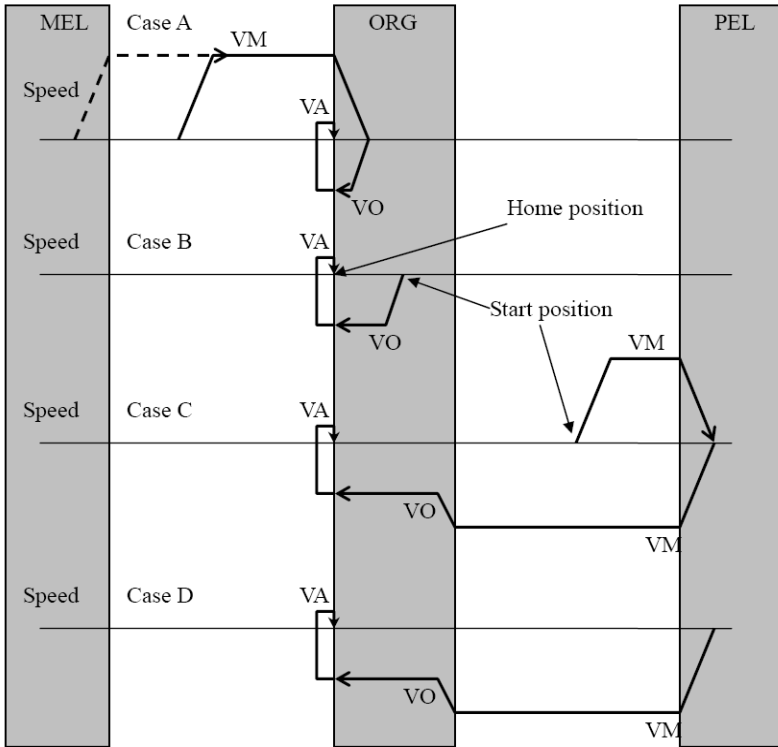 MEL Case A ORG PEL
VM
Speed
VA
VO
Home position
Speed Case B VA
Start position
VO
VM
Speed Case C VA
VO
VM
Speed Case D VA
VO
VM